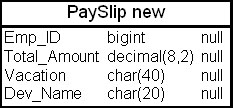 PaySlip new
Emp_ID bigint null
Total_Amount decimal(8,2) null
Vacation char(40) null
Dev_Name char(20) null